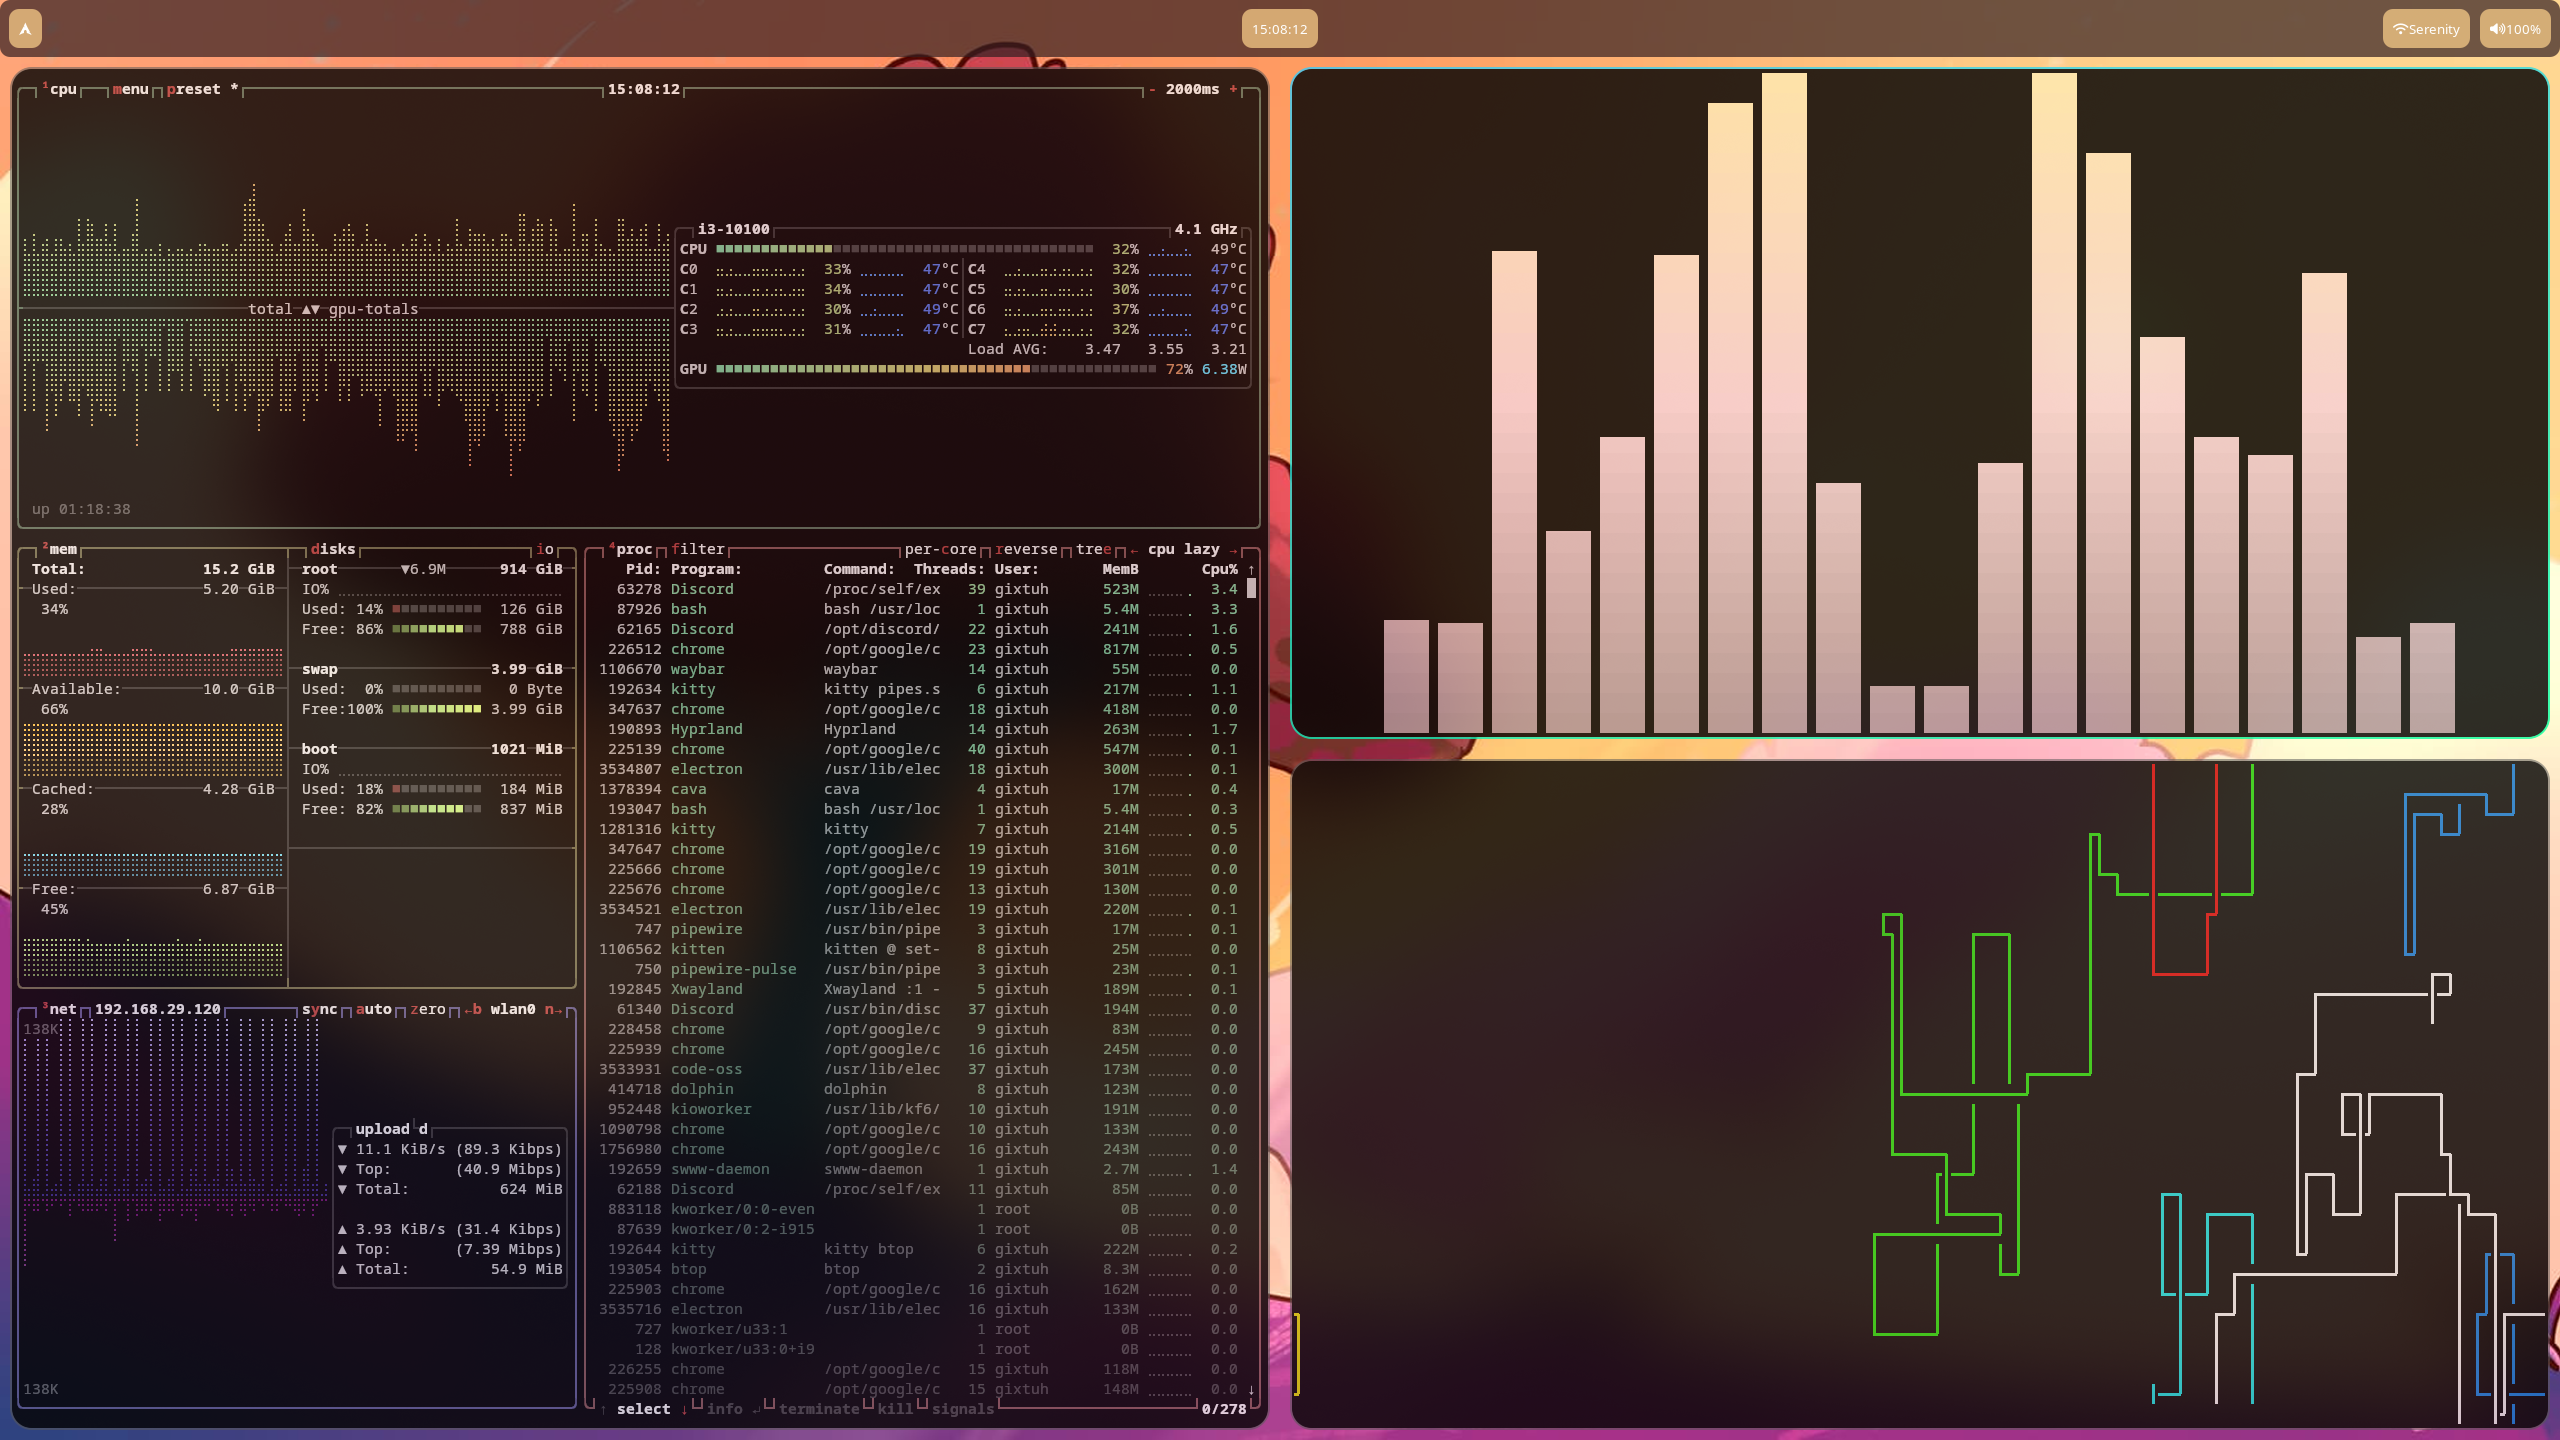 15:08:12
Serenity
100%
¹cpu menu preset * 15:08:12 - 2000ms +
i3-10100 4.1 GHz
CPU 32% 49°C
C0 33% 47°C C4 32% 47°C
C1 34% 47°C C5 30% 47°C
total ▲▼ gpu-totals
C2 30% 49°C C6 37% 49°C
C3 31% 47°C C7 32% 47°C
Load AVG: 3.47 3.55 3.21
GPU 72% 6.38W
up 01:18:38
²mem disks io
Total: 15.2 GiB
Used: 5.20 GiB
34%
Available: 10.0 GiB
66%
Cached: 4.28 GiB
28%
Free: 6.87 GiB
45%
root ▼6.9M 914 GiB
IO%
Used: 14% 126 GiB
Free: 86% 788 GiB
swap 3.99 GiB
Used: 0% 0 Byte
Free:100% 3.99 GiB
boot 1021 MiB
IO%
Used: 18% 184 MiB
Free: 82% 837 MiB
³net 192.168.29.120 sync auto zero ←b wlan0 n→
138K
upload d
▼ 11.1 KiB/s (89.3 Kibps)
▼ Top: (40.9 Mibps)
▼ Total: 624 MiB
▲ 3.93 KiB/s (31.4 Kibps)
▲ Top: (7.39 Mibps)
▲ Total: 54.9 MiB
138K
⁴proc filter per-core reverse tree ← cpu lazy →
Pid: Program: Command: Threads: User: MemB Cpu% ↑
63278 Discord /proc/self/ex 39 gixtuh 523M 3.4
87926 bash bash /usr/loc 1 gixtuh 5.4M 3.3
62165 Discord /opt/discord/ 22 gixtuh 241M 1.6
226512 chrome /opt/google/c 23 gixtuh 817M 0.5
1106670 waybar waybar 14 gixtuh 55M 0.0
192634 kitty kitty pipes.s 6 gixtuh 217M 1.1
347637 chrome /opt/google/c 18 gixtuh 418M 0.0
190893 Hyprland Hyprland 14 gixtuh 263M 1.7
225139 chrome /opt/google/c 40 gixtuh 547M 0.1
3534807 electron /usr/lib/elec 18 gixtuh 300M 0.1
1378394 cava cava 4 gixtuh 17M 0.4
193047 bash bash /usr/loc 1 gixtuh 5.4M 0.3
1281316 kitty kitty 7 gixtuh 214M 0.5
347647 chrome /opt/google/c 19 gixtuh 316M 0.0
225666 chrome /opt/google/c 19 gixtuh 301M 0.0
225676 chrome /opt/google/c 13 gixtuh 130M 0.0
3534521 electron /usr/lib/elec 19 gixtuh 220M 0.1
747 pipewire /usr/bin/pipe 3 gixtuh 17M 0.1
1106562 kitten kitten @ set- 8 gixtuh 25M 0.0
750 pipewire-pulse /usr/bin/pipe 3 gixtuh 23M 0.1
192845 Xwayland Xwayland :1 - 5 gixtuh 189M 0.1
61340 Discord /usr/bin/disc 37 gixtuh 194M 0.0
228458 chrome /opt/google/c 9 gixtuh 83M 0.0
225939 chrome /opt/google/c 16 gixtuh 245M 0.0
3533931 code-oss /usr/lib/elec 37 gixtuh 173M 0.0
414718 dolphin dolphin 8 gixtuh 123M 0.0
952448 kioworker /usr/lib/kf6/ 10 gixtuh 191M 0.0
1090798 chrome /opt/google/c 10 gixtuh 133M 0.0
1756980 chrome /opt/google/c 16 gixtuh 243M 0.0
192659 swww-daemon swww-daemon 1 gixtuh 2.7M 1.4
62188 Discord /proc/self/ex 11 gixtuh 85M 0.0
883118 kworker/0:0-even 1 root 0B 0.0
87639 kworker/0:2-i915 1 root 0B 0.0
192644 kitty kitty btop 6 gixtuh 222M 0.2
193054 btop btop 2 gixtuh 8.3M 0.0
225903 chrome /opt/google/c 16 gixtuh 162M 0.0
3535716 electron /usr/lib/elec 16 gixtuh 133M 0.0
727 kworker/u33:1 1 root 0B 0.0
128 kworker/u33:0+i9 1 root 0B 0.0
226255 chrome /opt/google/c 15 gixtuh 118M 0.0
225908 chrome /opt/google/c 15 gixtuh 148M 0.0 ↓
↑ select ↓ info ↵ terminate kill signals 0/278